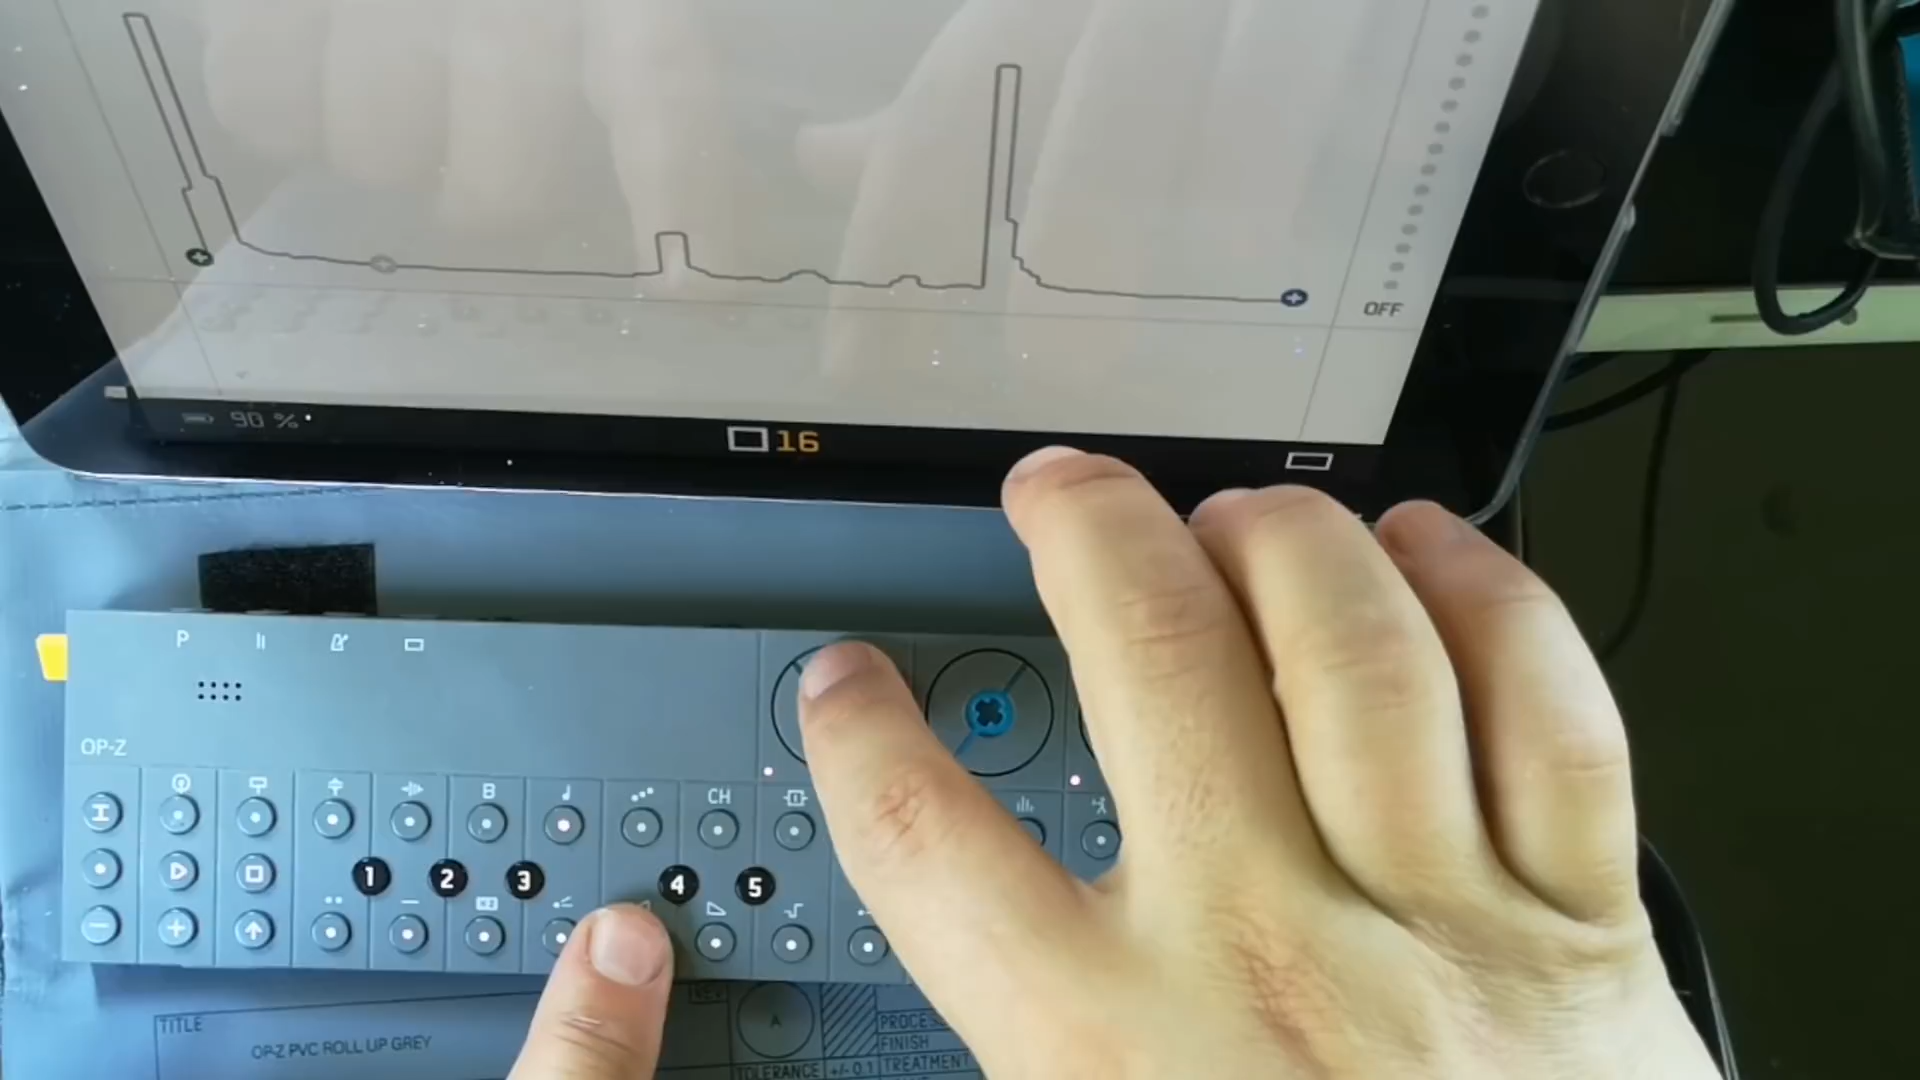 OFF
90 %
16
P
OP-Z
B
CH
1
2
3
4
5
REV
TITLE
OP-Z PVC ROLL UP GREY
A
FINISH
TOLERANCE
+/- 0.1
TREATMENT